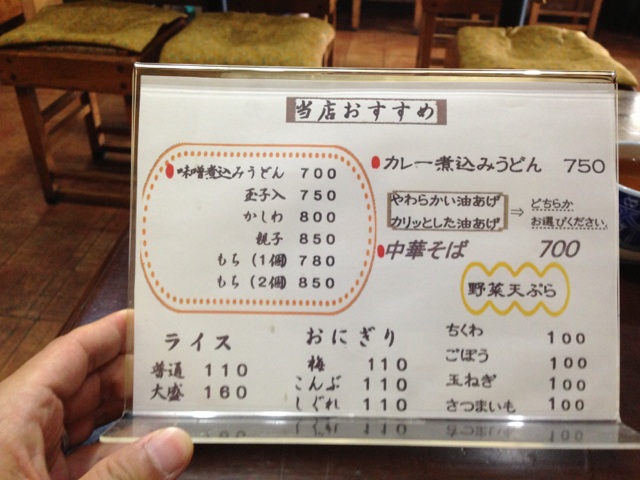 当店おすすめ
味噌煮込みうどん 700
玉子入 750
かしわ 800
親子 850
もち (1個) 780
もち (2個) 850
カレー煮込みうどん 750
やわらかい油あげ
カリッとした油あげ
⇒ どちらか
お選びください。
中華そば 700
野菜天ぷら
ちくわ 100
ごぼう 100
玉ねぎ 100
さつまいも 100
ライス
普通 110
大盛 160
おにぎり
梅 110
こんぶ 110
しぐれ 110